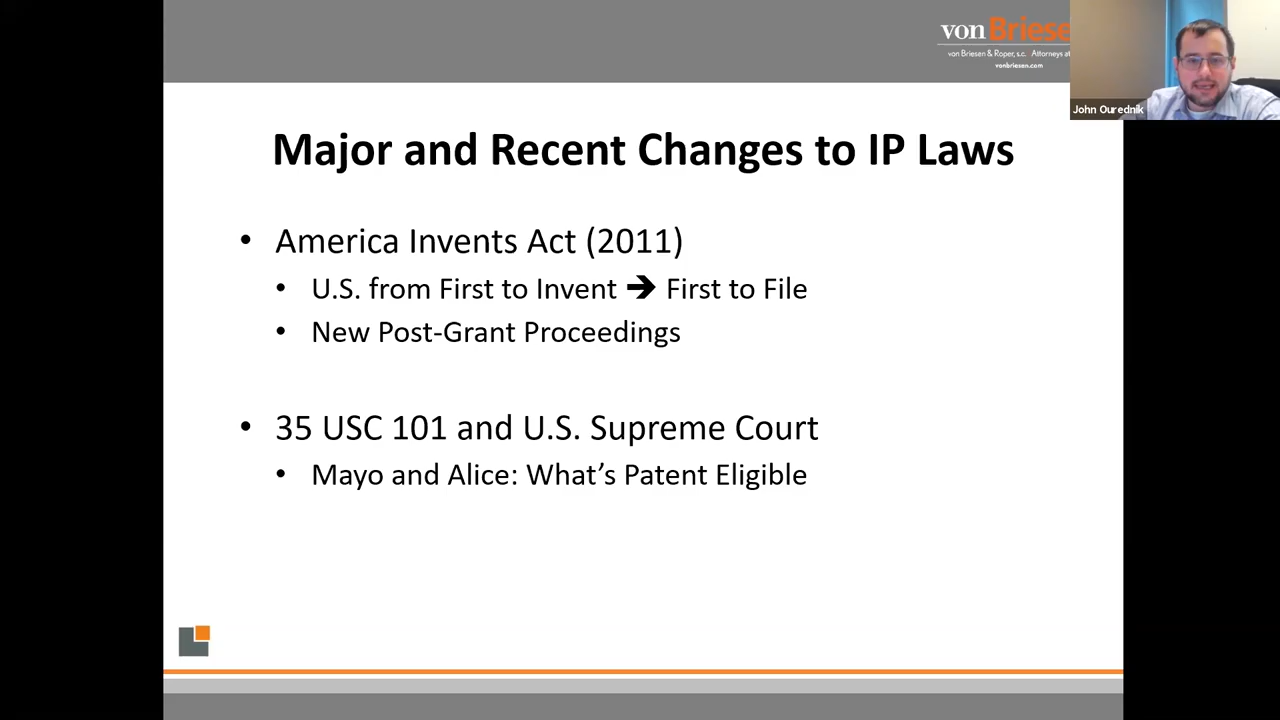 von Briese
von Briesen & Roper, s.c. Attorneys at
vonbriesen.com
John Ourednik
Major and Recent Changes to IP Laws
• America Invents Act (2011)
• U.S. from First to Invent ➔ First to File
• New Post-Grant Proceedings
• 35 USC 101 and U.S. Supreme Court
• Mayo and Alice: What’s Patent Eligible